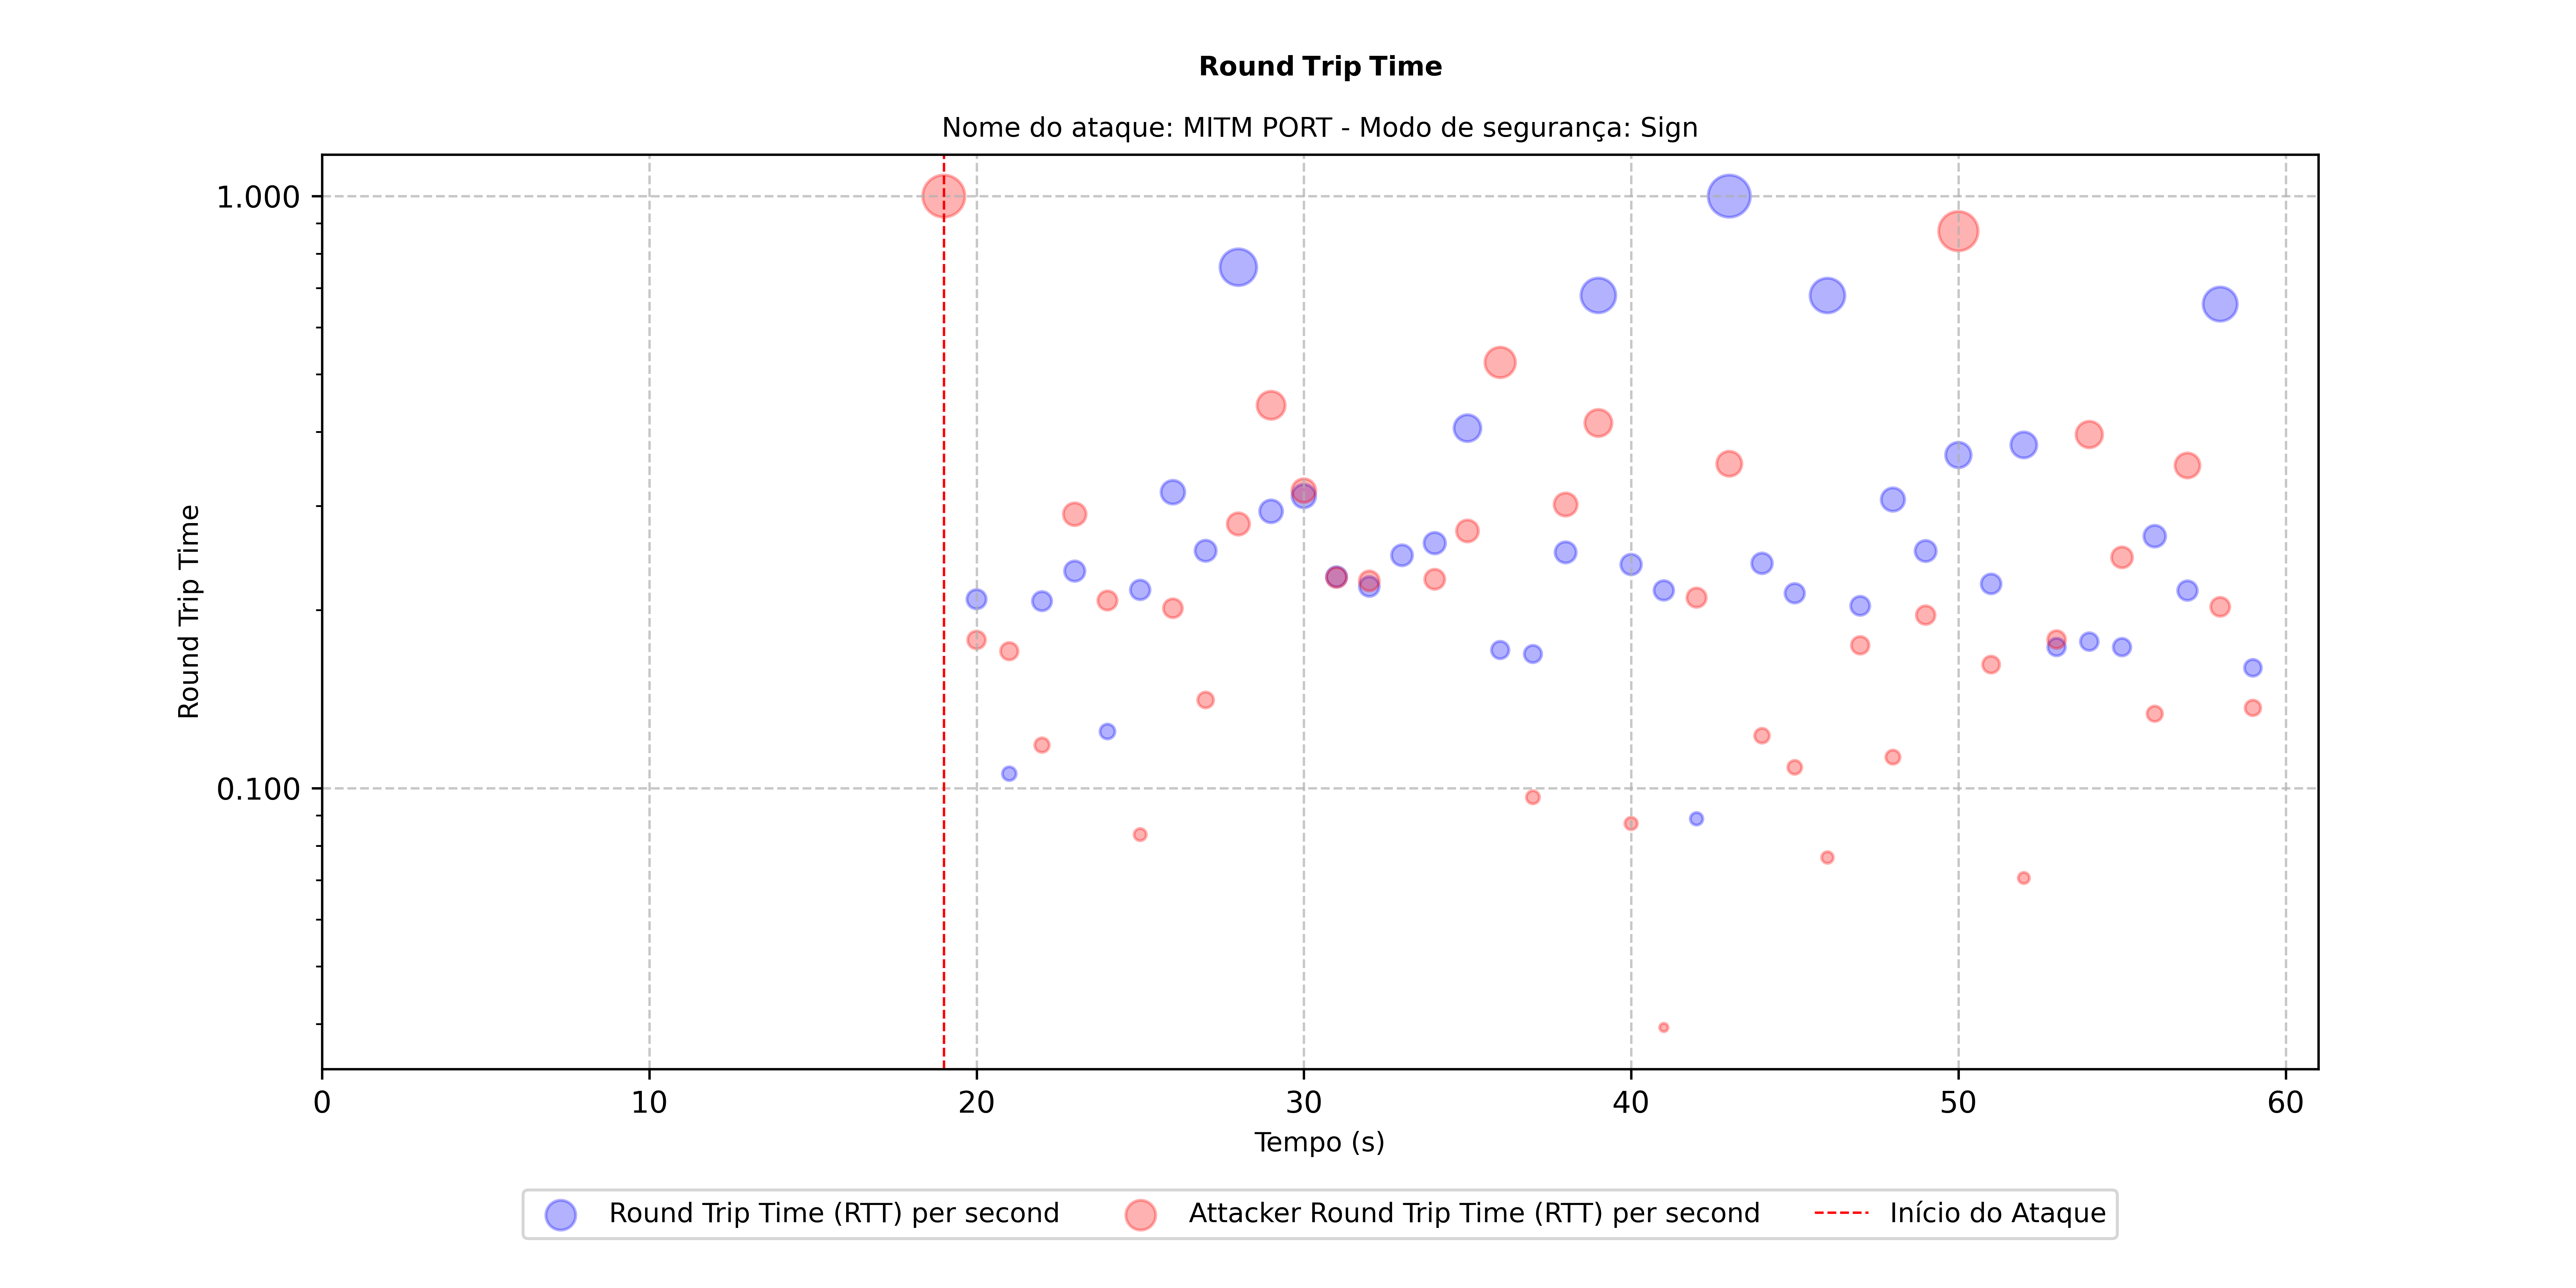 Round Trip Time
Nome do ataque: MITM PORT - Modo de segurança: Sign
Round Trip Time
1.000
0.100
0 10 20 30 40 50 60
Tempo (s)
Round Trip Time (RTT) per second Attacker Round Trip Time (RTT) per second Início do Ataque